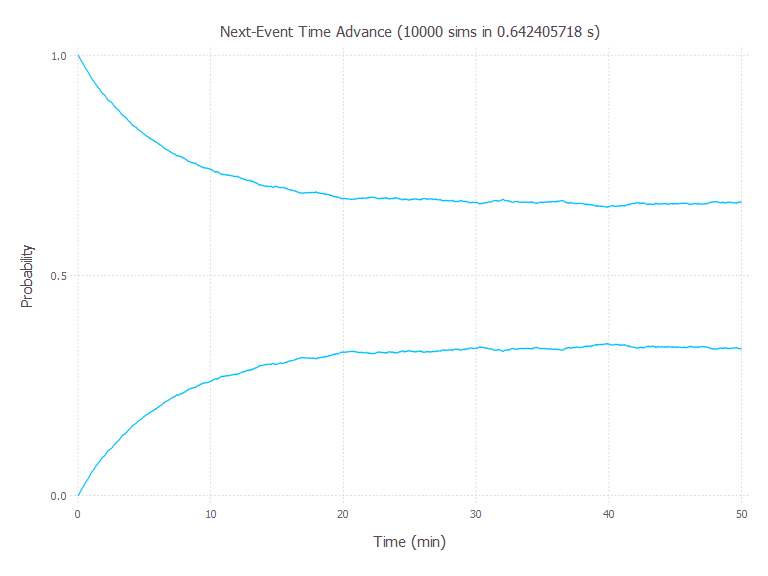 Next-Event Time Advance (10000 sims in 0.642405718 s)
1.0
0.5
0.0
Probability
0 10 20 30 40 50
Time (min)